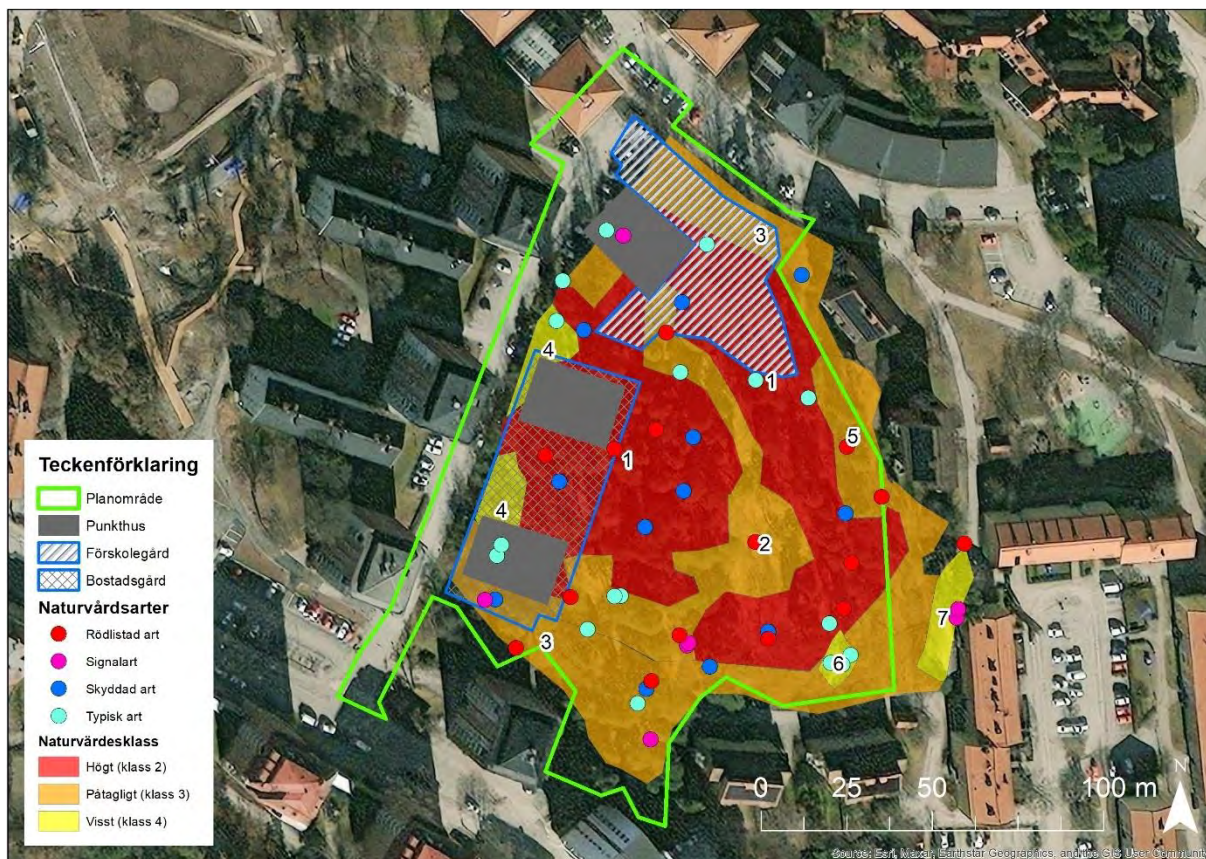 3
4
1
1
5
4
2
3
6
7
Teckenförklaring
Planområde
Punkthus
Förskolegård
Bostadsgård
Naturvårdsarter
Rödlistad art
Signalart
Skyddad art
Typisk art
Naturvärdesklass
Högt (klass 2)
Påtagligt (klass 3)
Visst (klass 4)
0 25 50 100 m
N
Source: Esri, Maxar, Earthstar Geographics, and the GIS User Communit